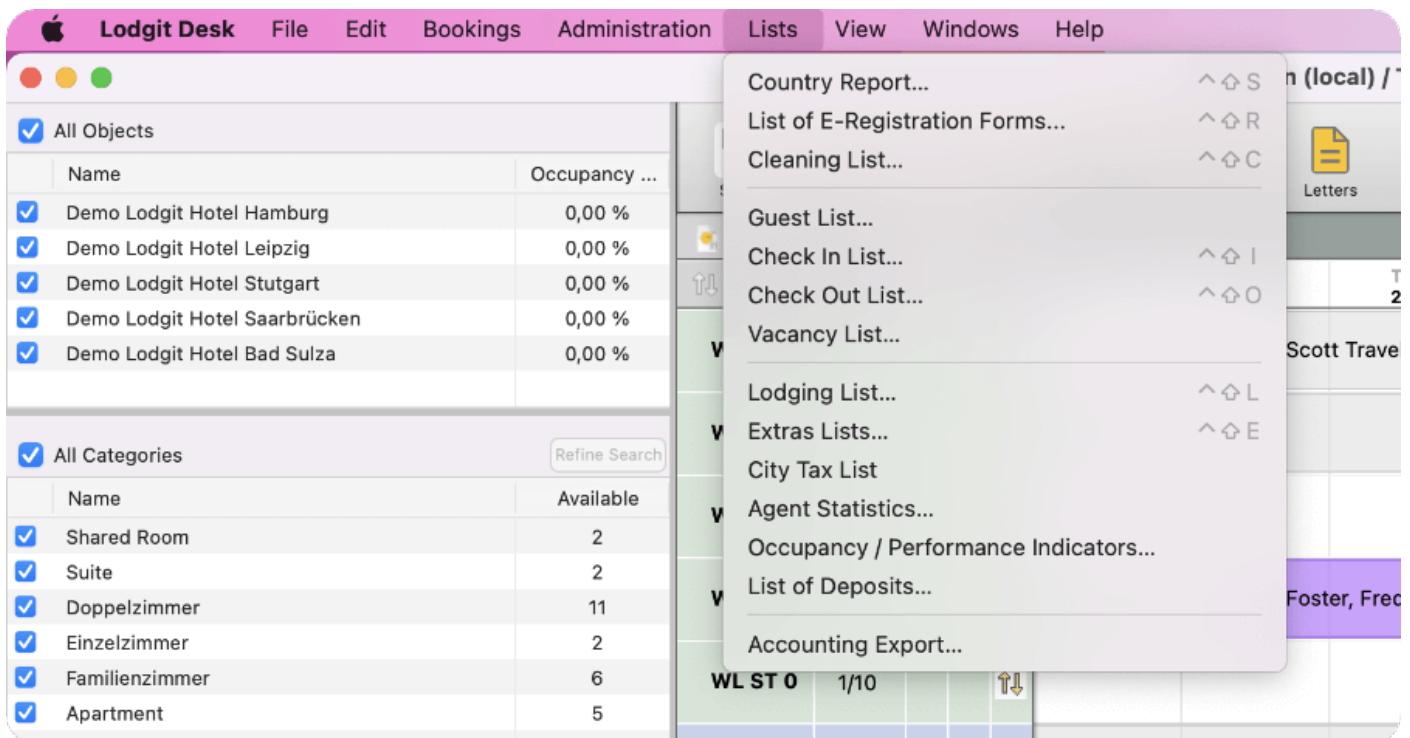 Lodgit Desk File Edit Bookings Administration Lists View Windows Help
n (local) /
All Objects
Name Occupancy ...
Demo Lodgit Hotel Hamburg 0,00 %
Demo Lodgit Hotel Leipzig 0,00 %
Demo Lodgit Hotel Stutgart 0,00 %
Demo Lodgit Hotel Saarbrücken 0,00 %
Demo Lodgit Hotel Bad Sulza 0,00 %
All Categories Refine Search
Name Available
Shared Room 2
Suite 2
Doppelzimmer 11
Einzelzimmer 2
Familienzimmer 6
Apartment 5
Country Report... ^⇧S
List of E-Registration Forms... ^⇧R
Cleaning List... ^⇧C
Guest List...
Check In List... ^⇧I
Check Out List... ^⇧O
Vacancy List...
Lodging List... ^⇧L
Extras Lists... ^⇧E
City Tax List
Agent Statistics...
Occupancy / Performance Indicators...
List of Deposits...
Accounting Export...
Letters
Scott Trave
Foster, Fred
WL ST 0 1/10